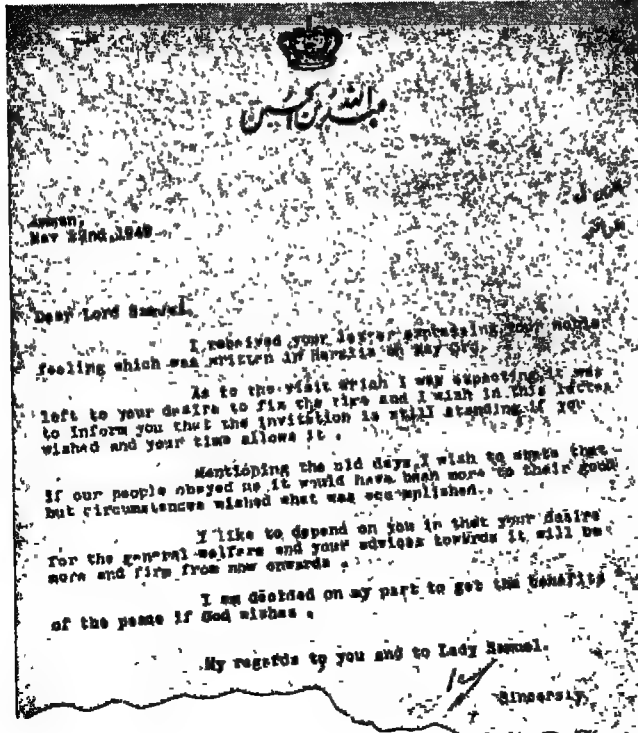 عبدالله بن الحسين
Amman,
May 22nd, 1949
Dear Lord Samuel.
I received your letter expressing your noble
feeling which was written in Harzlia on May 3rd.
As to the visit which I was expecting it was
left to your desire to fix the time and I wish in this letter
to inform you that the invitation is still standing if you
wished and your time allows it .
Mentioning the old days I wish to state that
if our people obeyed us it would have been more to their good
but circumstances wished what was accomplished.
I like to depend on you in that your desire
for the general welfare and your advices towards it will be
more and firm from now onwards .
I am decided on my part to get the benefits
of the peace if God wishes .
My regards to you and to Lady Samuel.
Sincerely